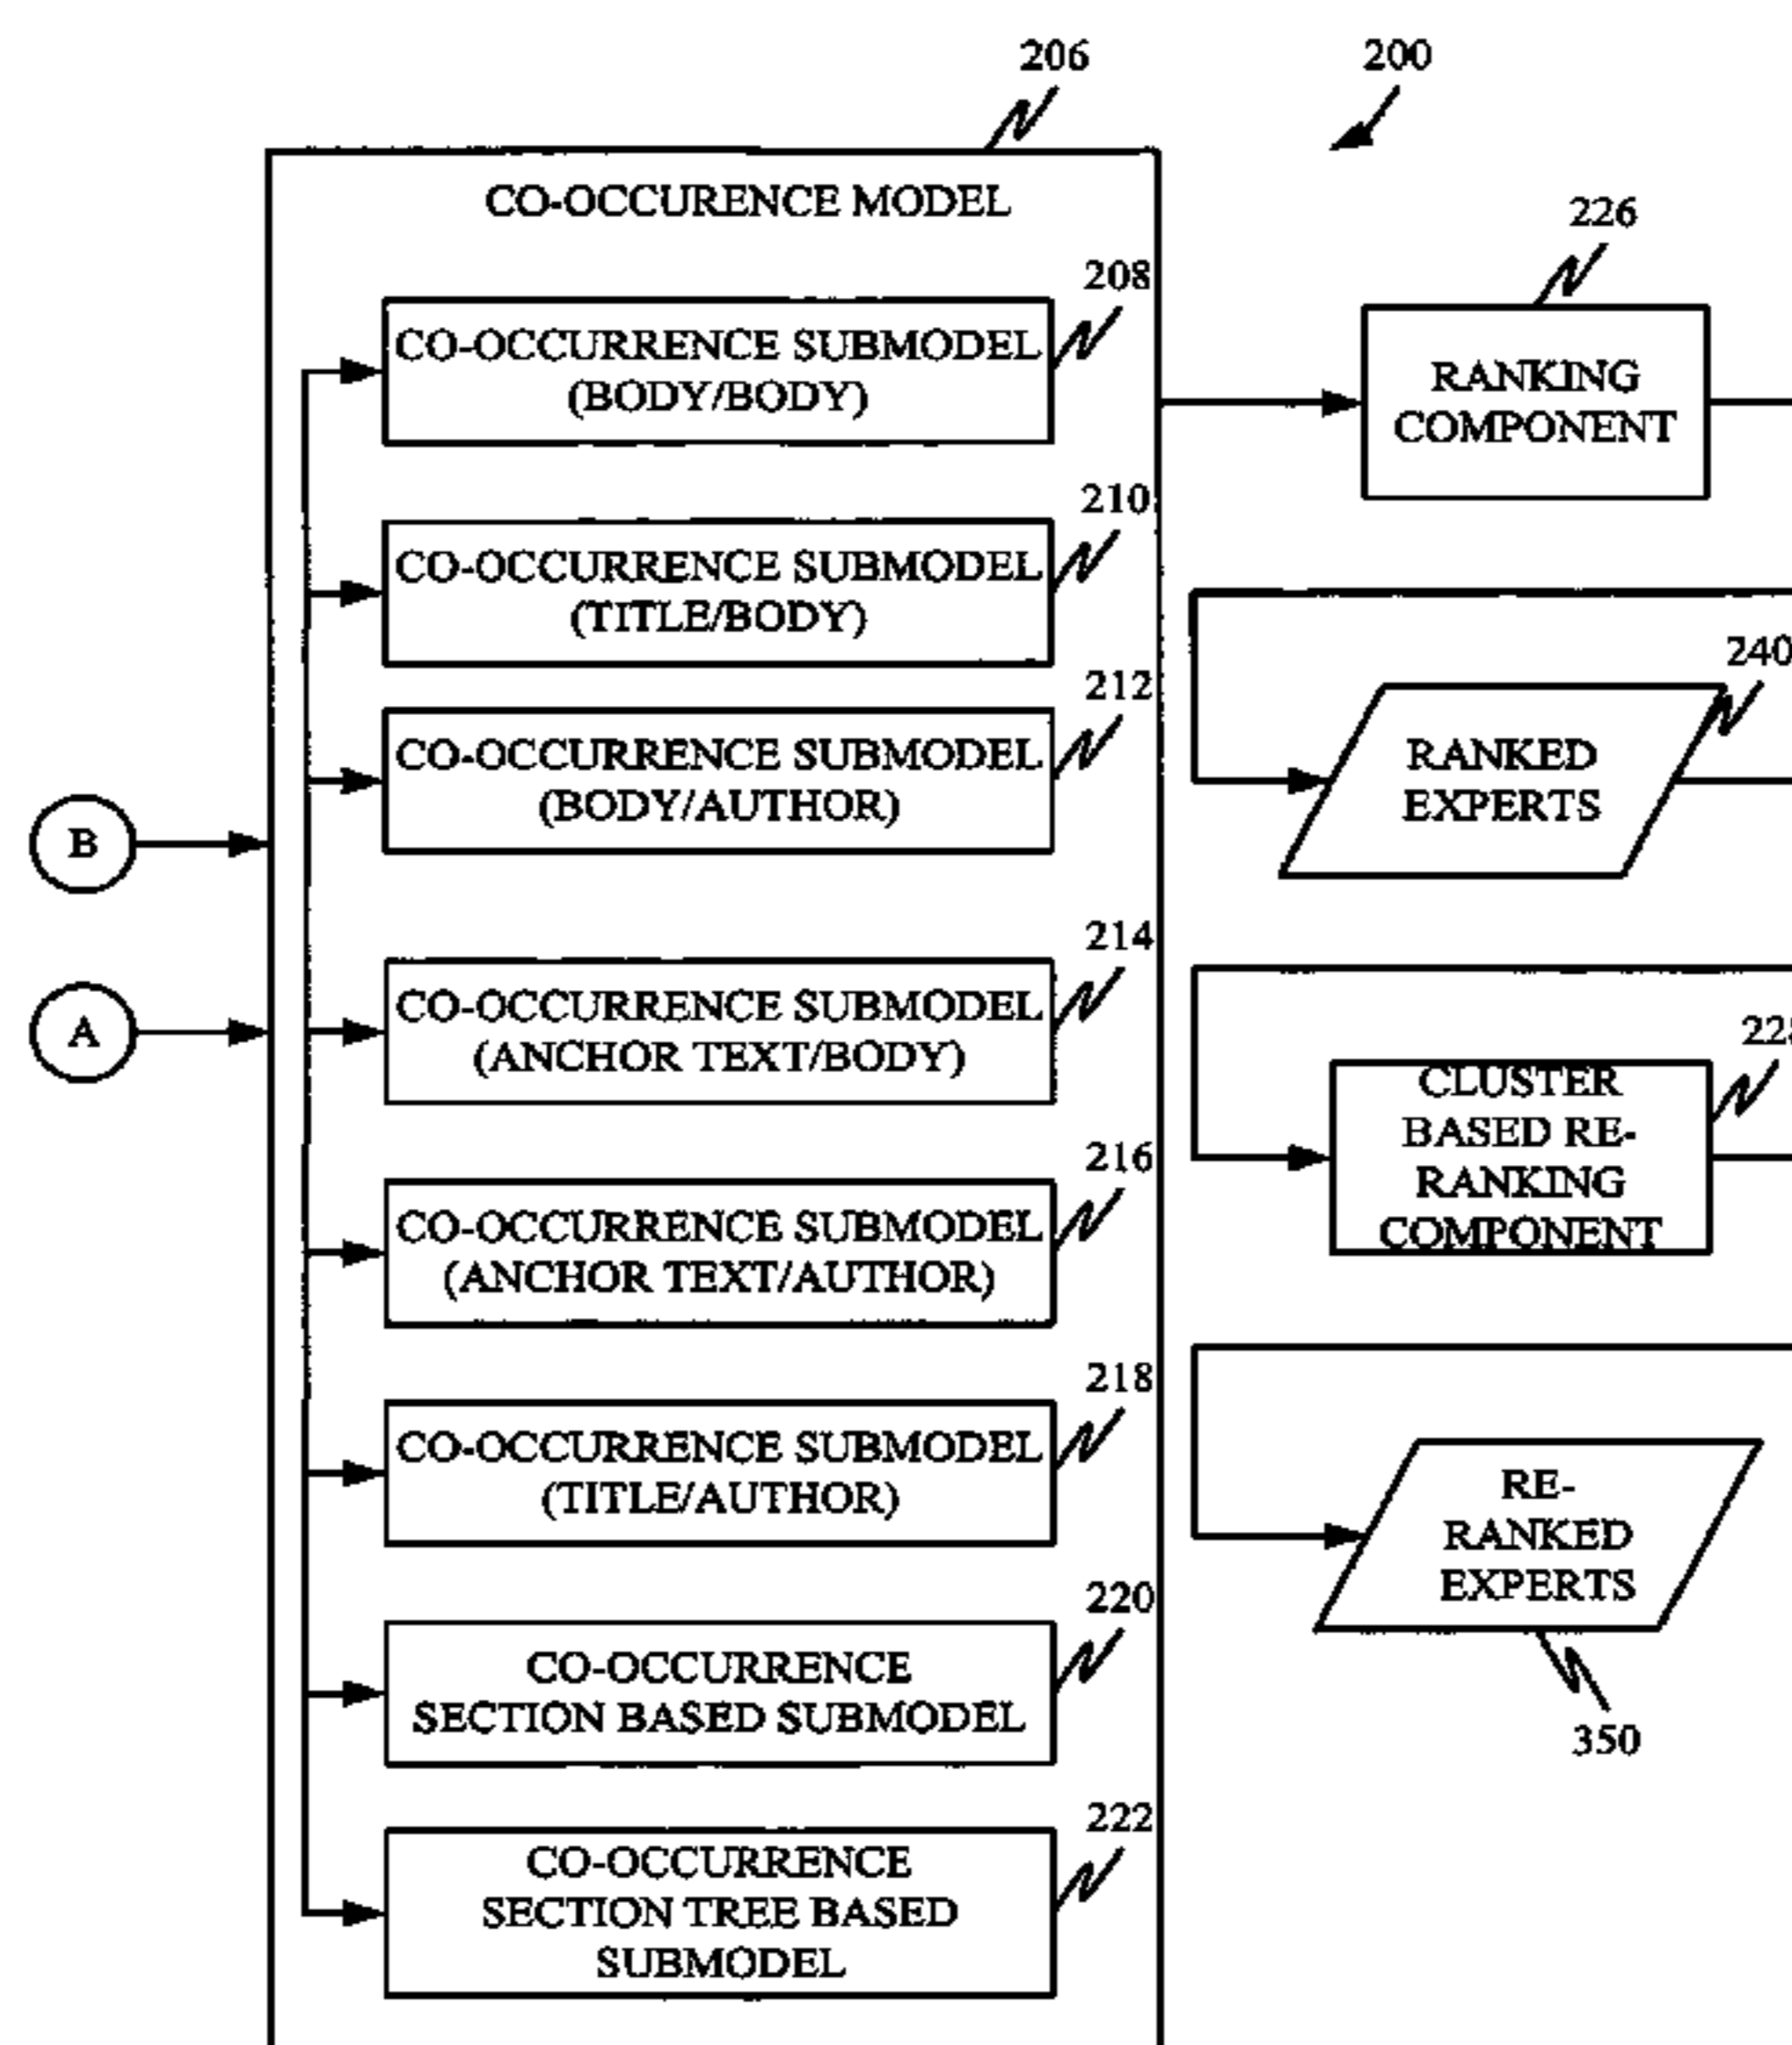 206
200
CO-OCCURENCE MODEL
226
208
CO-OCCURRENCE SUBMODEL
(BODY/BODY)
RANKING
COMPONENT
210
CO-OCCURRENCE SUBMODEL
(TITLE/BODY)
240
212
CO-OCCURRENCE SUBMODEL
(BODY/AUTHOR)
RANKED
EXPERTS
B
214
CO-OCCURRENCE SUBMODEL
(ANCHOR TEXT/BODY)
A
228
CLUSTER
BASED RE-
RANKING
COMPONENT
216
CO-OCCURRENCE SUBMODEL
(ANCHOR TEXT/AUTHOR)
218
CO-OCCURRENCE SUBMODEL
(TITLE/AUTHOR)
RE-
RANKED
EXPERTS
350
220
CO-OCCURRENCE
SECTION BASED SUBMODEL
222
CO-OCCURRENCE
SECTION TREE BASED
SUBMODEL